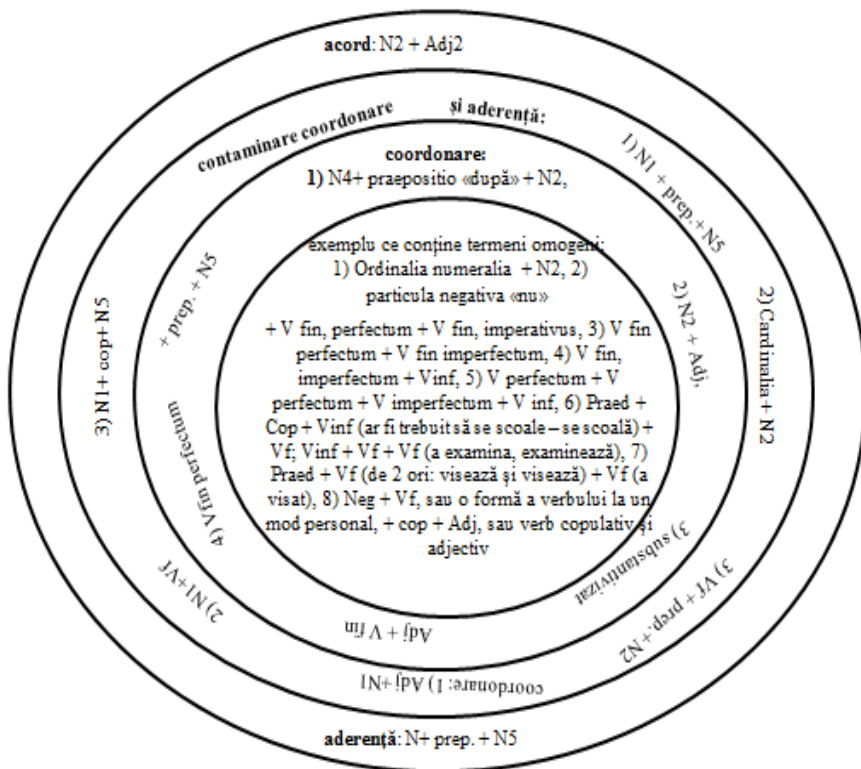 acord: N2 + Adj2
contaminare coordonare și aderență:
1) N1 + prep.+ N5
2) Cardinalia + N2
3) Vf + prep.+ N2
coordonare: 1) Adj +N1
2) N1+Vf
3) N1+ cop+ N5
aderență: N+ prep. + N5
coordonare:
1) N4+ praepositio «după» + N2,
2) N2 + Adj,
3) substantivizat
Adj + V fin
4) Vfin perfectum
+ prep. + N5
exemplu ce conține termeni omogeni:
1) Ordinalia numeralia + N2, 2)
particula negativa «nu»
+ V fin, perfectum + V fin, imperativus, 3) V fin
perfectum + V fin imperfectum, 4) V fin,
imperfectum + Vinf, 5) V perfectum + V
perfectum + V imperfectum + V inf, 6) Praed +
Cop + Vinf (ar fi trebuit să se scoale – se scoală) +
Vf; Vinf + Vf + Vf (a examina, examinează), 7)
Praed + Vf (de 2 ori: visează și visează) + Vf (a
visat), 8) Neg + Vf, sau o formă a verbului la un
mod personal, + cop + Adj, sau verb copulativ și
adjectiv